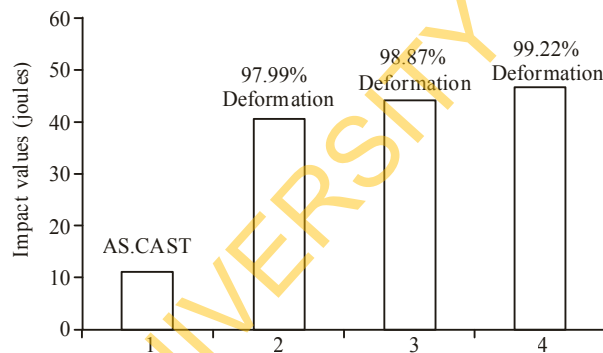 60
50
40
30
20
10
0
Impact values (joules)
AS.CAST
97.99%
Deformation
98.87%
Deformation
99.22%
Deformation
1
2
3
4
IVERSITY